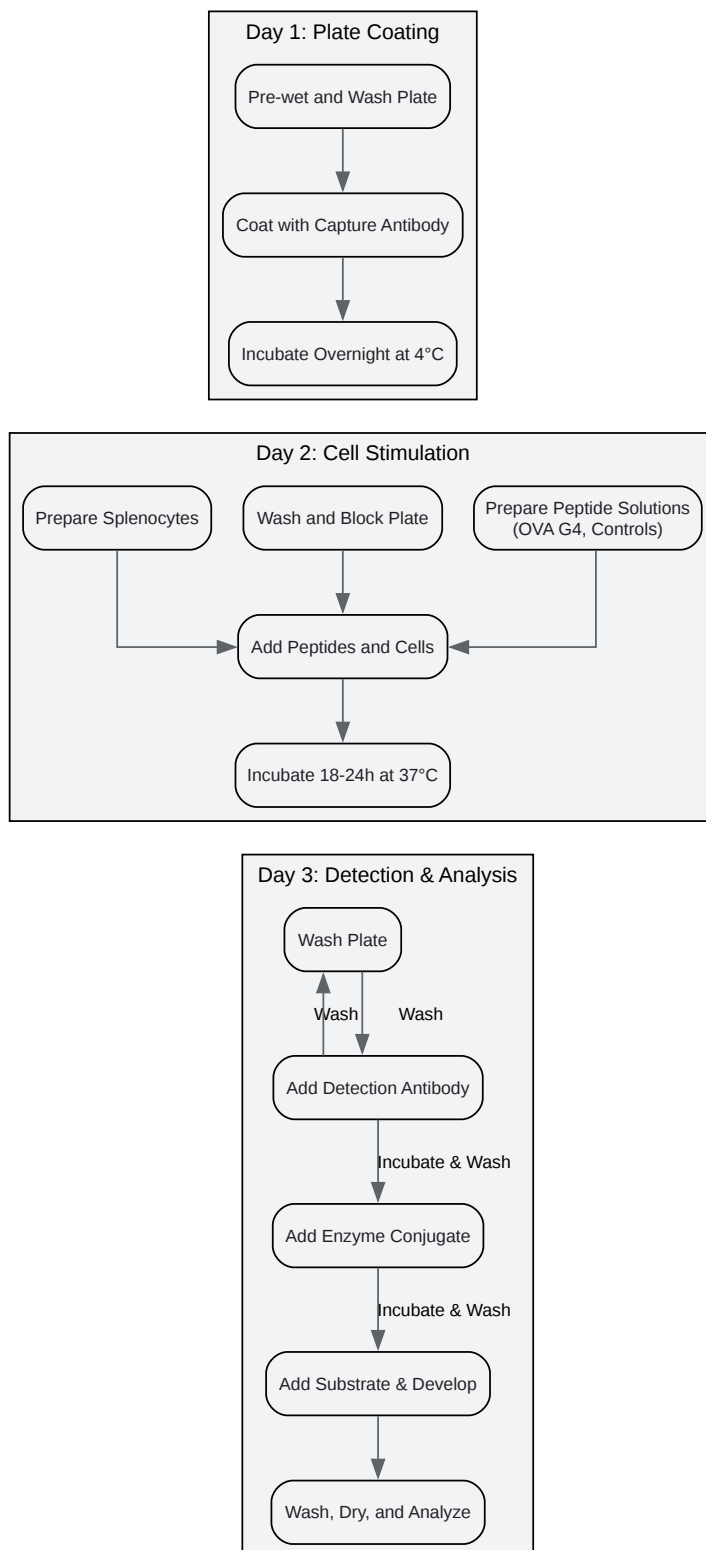 Day 1: Plate Coating
Pre-wet and Wash Plate
Coat with Capture Antibody
Incubate Overnight at 4°C
Day 2: Cell Stimulation
Prepare Splenocytes
Wash and Block Plate
Prepare Peptide Solutions
(OVA G4, Controls)
Add Peptides and Cells
Incubate 18-24h at 37°C
Day 3: Detection & Analysis
Wash Plate
Wash
Wash
Add Detection Antibody
Incubate & Wash
Add Enzyme Conjugate
Incubate & Wash
Add Substrate & Develop
Wash, Dry, and Analyze